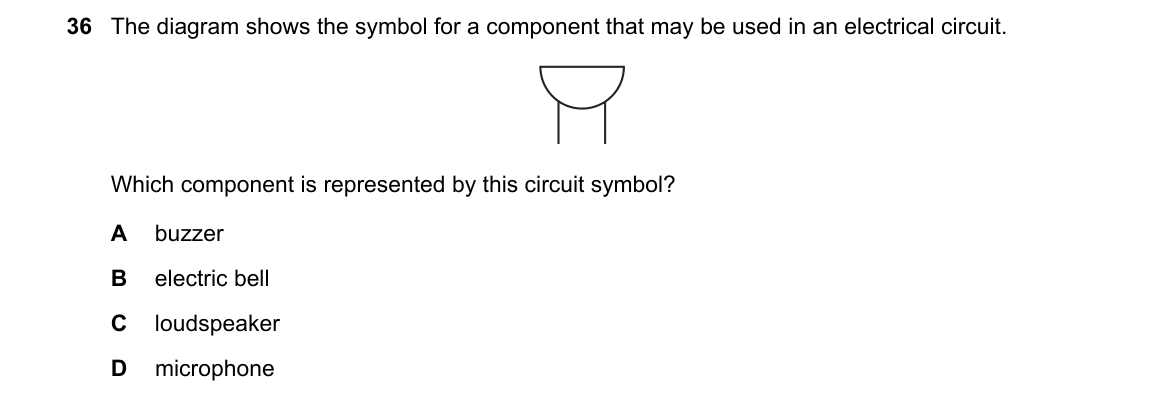 36 The diagram shows the symbol for a component that may be used in an electrical circuit.
Which component is represented by this circuit symbol?
A buzzer
B electric bell
C loudspeaker
D microphone